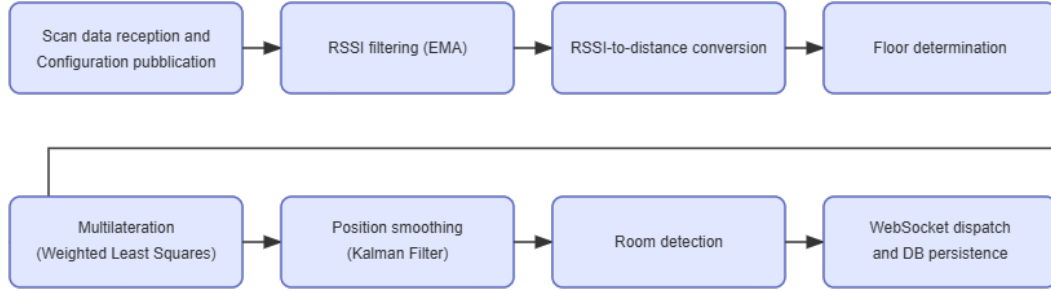 Scan data reception and
Configuration pubblication
RSSI filtering (EMA)
RSSI-to-distance conversion
Floor determination
Multilateration
(Weighted Least Squares)
Position smoothing
(Kalman Filter)
Room detection
WebSocket dispatch
and DB persistence